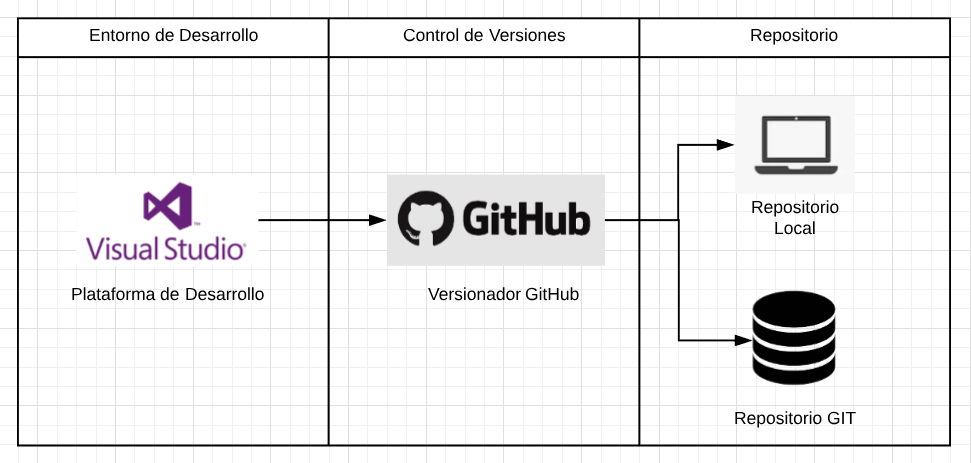 Entorno de Desarrollo
Control de Versiones
Repositorio
Visual Studio
Plataforma de Desarrollo
GitHub
Versionador GitHub
Repositorio
Local
Repositorio GIT